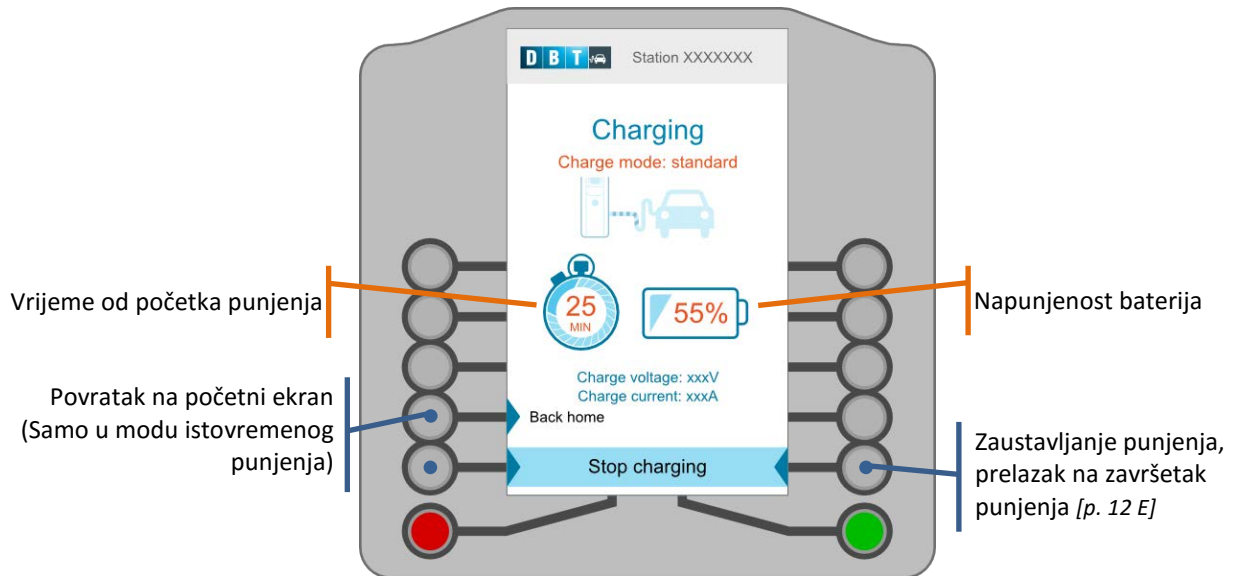 DBT
Station XXXXXXX
Charging
Charge mode: standard
Vrijeme od početka punjenja
25
MIN
55%
Napunjenost baterija
Charge voltage: xxxV
Charge current: xxxA
Povratak na početni ekran
(Samo u modu istovremenog
punjenja)
Back home
Stop charging
Zaustavljanje punjenja,
prelazak na završetak
punjenja [p. 12 E]